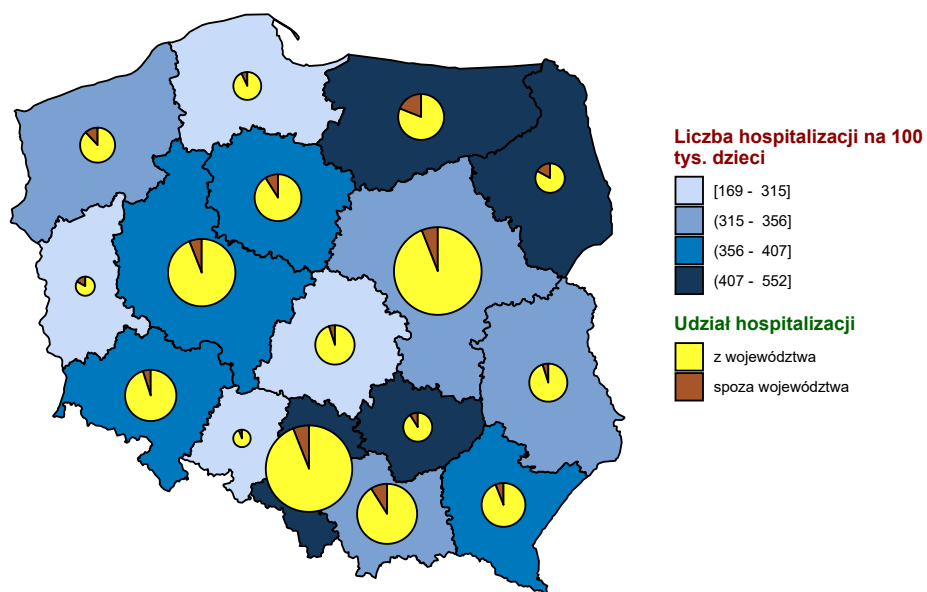 Liczba hospitalizacji na 100
tys. dzieci
[169 - 315]
(315 - 356]
(356 - 407]
(407 - 552]
Udział hospitalizacji
z województwa
spoza województwa